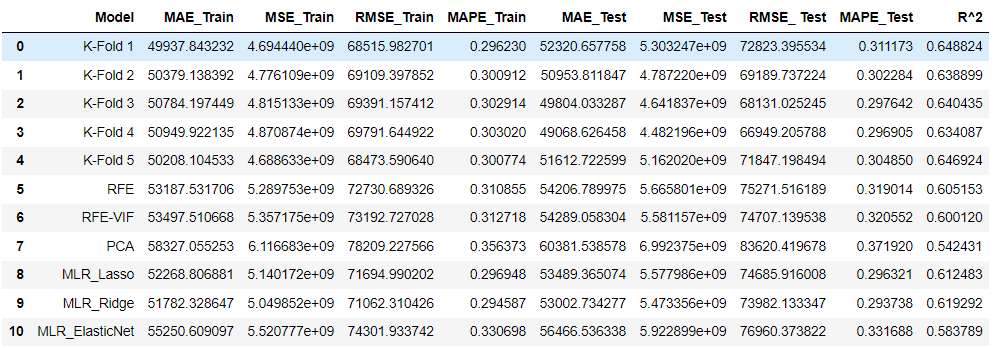 Model MAE_Train MSE_Train RMSE_Train MAPE_Train MAE_Test MSE_Test RMSE_ Test MAPE_Test R^2
0 K-Fold 1 49937.843232 4.694440e+09 68515.982701 0.296230 52320.657758 5.303247e+09 72823.395534 0.311173 0.648824
1 K-Fold 2 50379.138392 4.776109e+09 69109.397852 0.300912 50953.811847 4.787220e+09 69189.737224 0.302284 0.638899
2 K-Fold 3 50784.197449 4.815133e+09 69391.157412 0.302914 49804.033287 4.641837e+09 68131.025245 0.297642 0.640435
3 K-Fold 4 50949.922135 4.870874e+09 69791.644922 0.303020 49068.626458 4.482196e+09 66949.205788 0.296905 0.634087
4 K-Fold 5 50208.104533 4.688633e+09 68473.590640 0.300774 51612.722599 5.162020e+09 71847.198494 0.304850 0.646924
5 RFE 53187.531706 5.289753e+09 72730.689326 0.310855 54206.789975 5.665801e+09 75271.516189 0.319014 0.605153
6 RFE-VIF 53497.510668 5.357175e+09 73192.727028 0.312718 54289.058304 5.581157e+09 74707.139538 0.320552 0.600120
7 PCA 58327.055253 6.116683e+09 78209.227566 0.356373 60381.538578 6.992375e+09 83620.419678 0.371920 0.542431
8 MLR_Lasso 52268.806881 5.140172e+09 71694.990202 0.296948 53489.365074 5.577986e+09 74685.916008 0.296321 0.612483
9 MLR_Ridge 51782.328647 5.049852e+09 71062.310426 0.294587 53002.734277 5.473356e+09 73982.133347 0.293738 0.619292
10 MLR_ElasticNet 55250.609097 5.520777e+09 74301.933742 0.330698 56466.536338 5.922899e+09 76960.373822 0.331688 0.583789